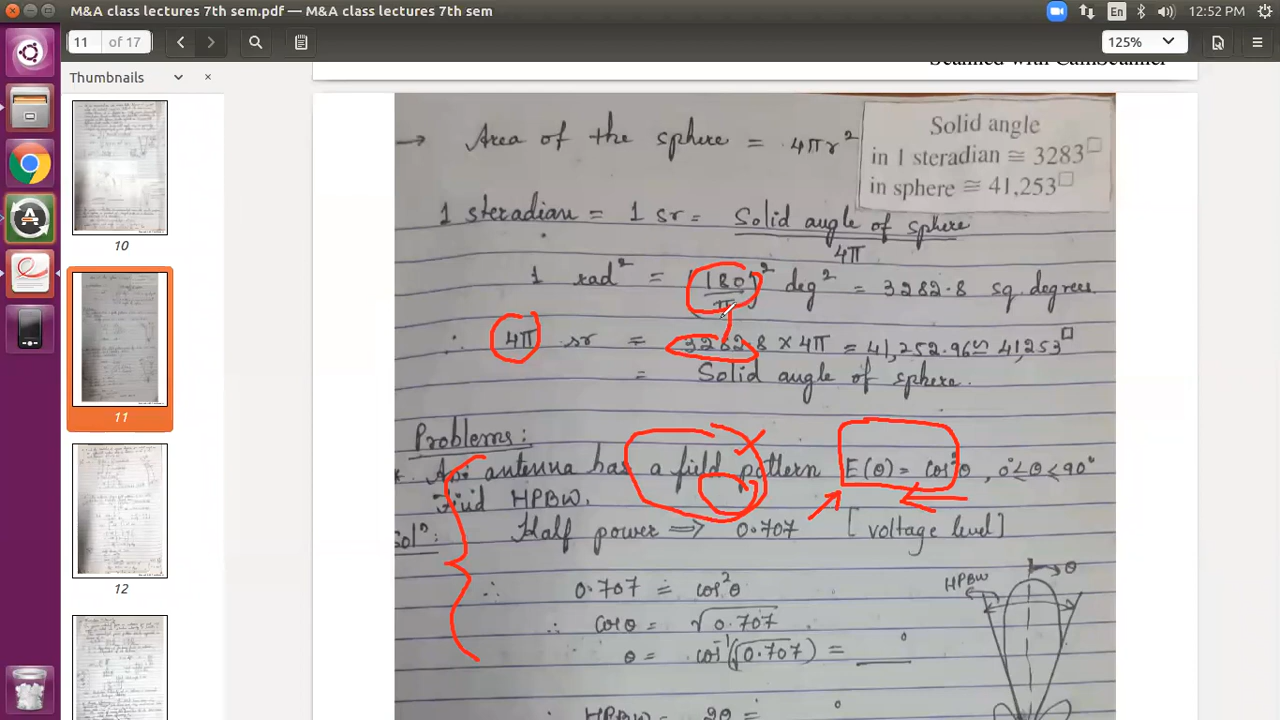 M&A class lectures 7th sem.pdf — M&A class lectures 7th sem
En
12:52 PM
11 of 17
125%
Thumbnails
10
11
12
Scanned with CamScanner
→ Area of the sphere = 4πr²
Solid angle
in 1 steradian ≅ 3283□
in sphere ≅ 41,253□
1 steradian = 1 sr = Solid angle of sphere
4π
1 rad² = (180/π)² deg² = 3282.8 sq. degrees.
∴ 4π sr = 3282.8 × 4π = 41,252.96 ≃ 41,253□
= Solid angle of sphere.
Problems:
* An antenna has a field pattern E(θ) = cos²θ, 0°<θ<90°
Find HPBW.
Solⁿ: Half power ⟹ 0.707 [voltage level]
∴ 0.707 = cos²θ
∴ cosθ = √0.707
θ = cos⁻¹(√0.707) = ___°
HPBW
θ
HPBW = 2θ = °